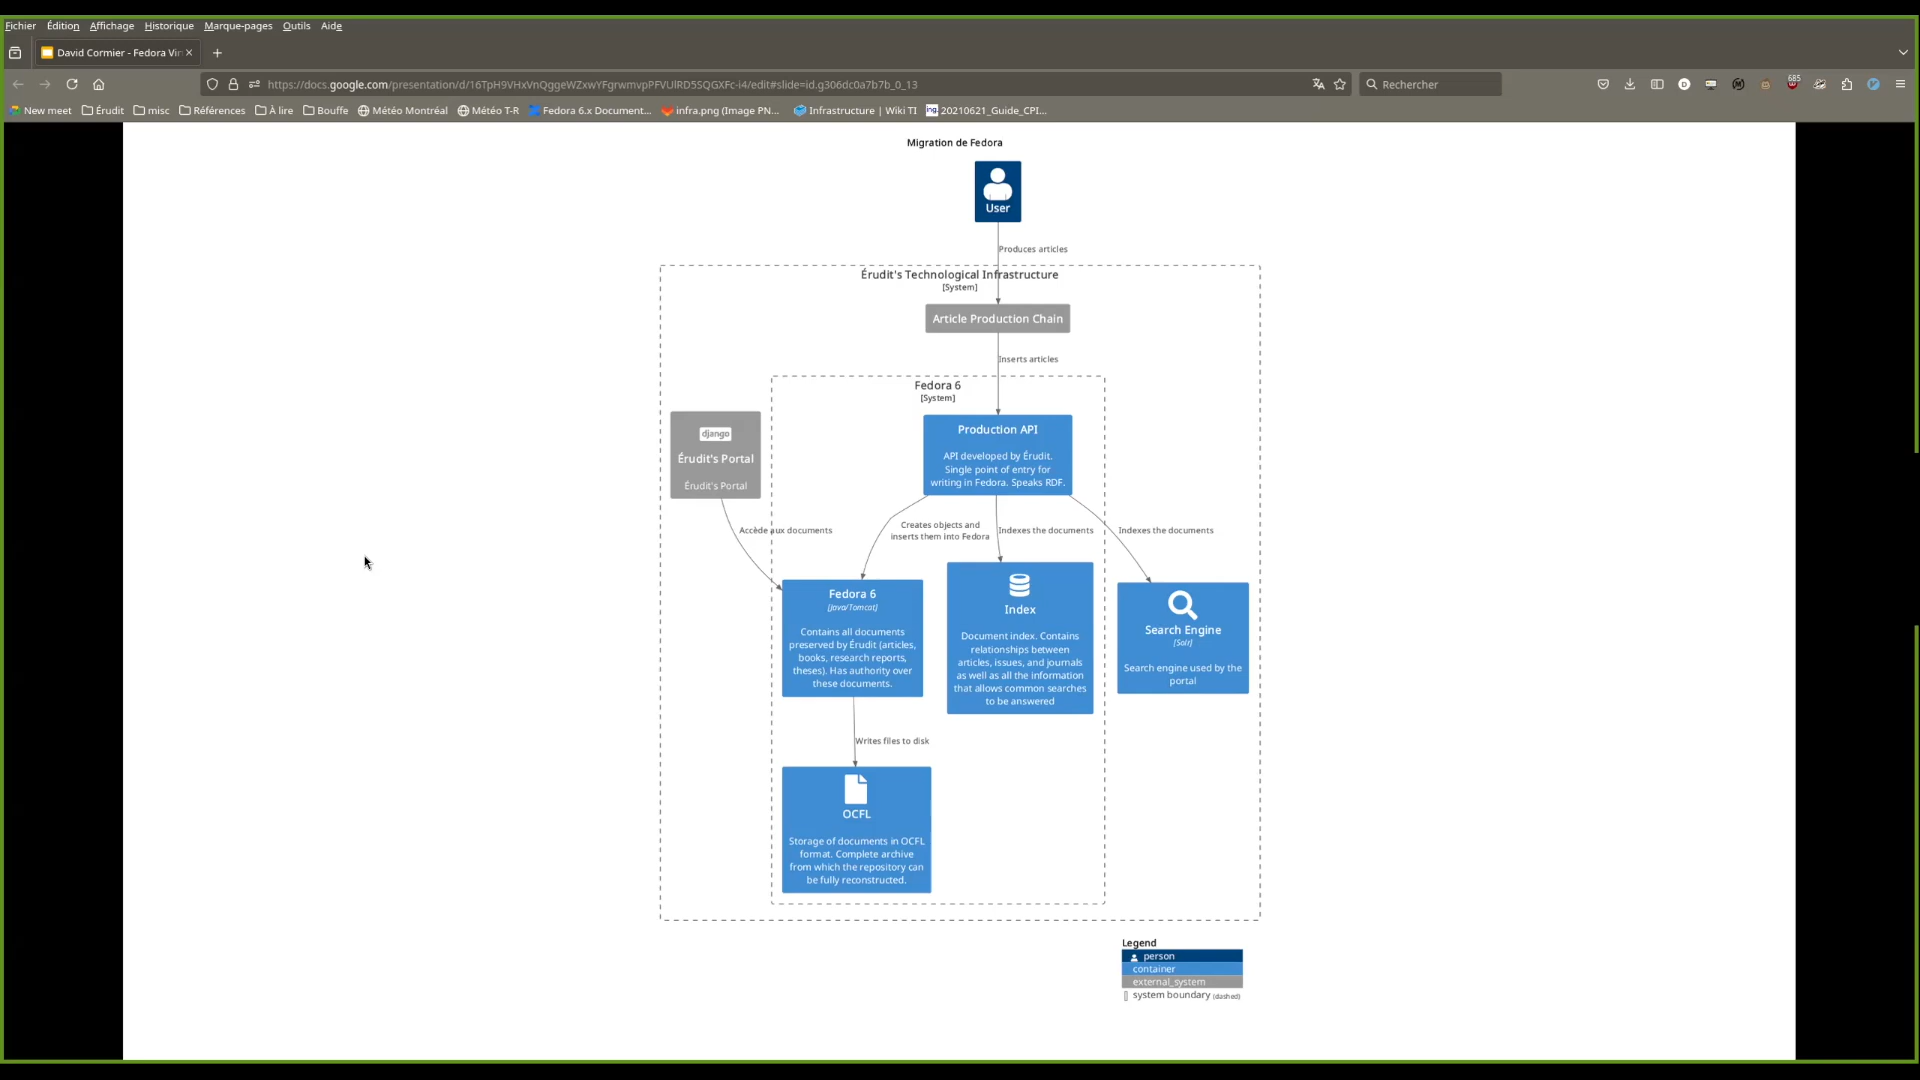 Fichier Édition Affichage Historique Marque-pages Outils Aide
David Cormier - Fedora Vir
https://docs.google.com/presentation/d/16TpH9VHxVnQggeWZxwYFgrwmvpPFVUlRD5SQGXFc-i4/edit#slide=id.g306dc0a7b7b_0_13
Rechercher
685
New meet Érudit misc Références À lire Bouffe Météo Montréal Météo T-R Fedora 6.x Document... infra.png (Image PN... Infrastructure | Wiki TI ing. 20210621_Guide_CPI...
Migration de Fedora
User
Produces articles
Érudit's Technological Infrastructure
[System]
Article Production Chain
Inserts articles
Fedora 6
[System]
django
Érudit's Portal
Érudit's Portal
Production API
API developed by Érudit.
Single point of entry for
writing in Fedora. Speaks RDF.
Accède aux documents
Creates objects and
inserts them into Fedora
Indexes the documents
Indexes the documents
Fedora 6
[Java/Tomcat]
Contains all documents
preserved by Érudit (articles,
books, research reports,
theses). Has authority over
these documents.
Index
Document index. Contains
relationships between
articles, issues, and journals
as well as all the information
that allows common searches
to be answered
Search Engine
[Solr]
Search engine used by the
portal
Writes files to disk
OCFL
Storage of documents in OCFL
format. Complete archive
from which the repository can
be fully reconstructed.
Legend
person
container
external_system
system boundary (dashed)